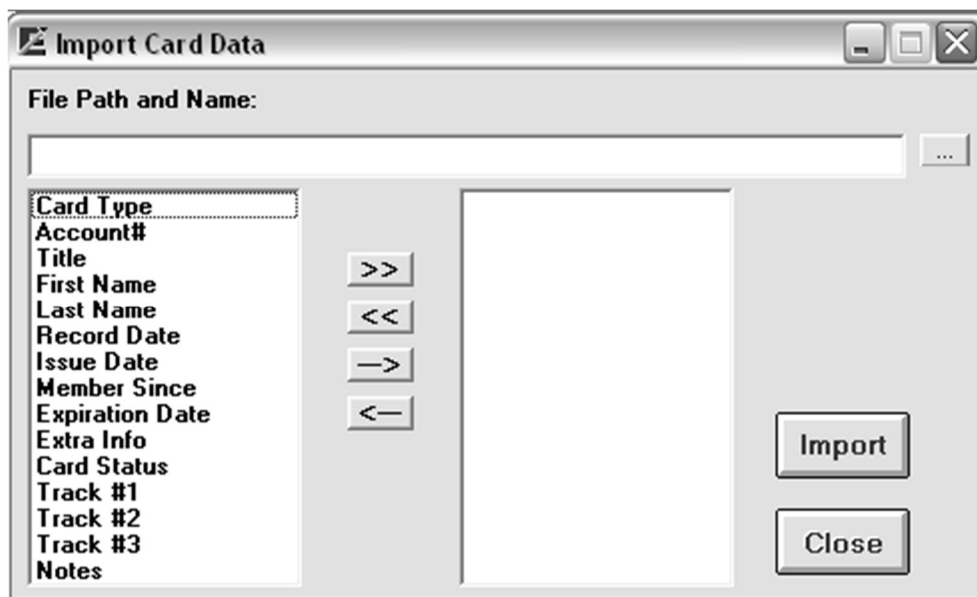 Import Card Data
File Path and Name:
...
Card Type
Account#
Title
First Name
Last Name
Record Date
Issue Date
Member Since
Expiration Date
Extra Info
Card Status
Track #1
Track #2
Track #3
Notes
>>
<<
—>
<—
Import
Close